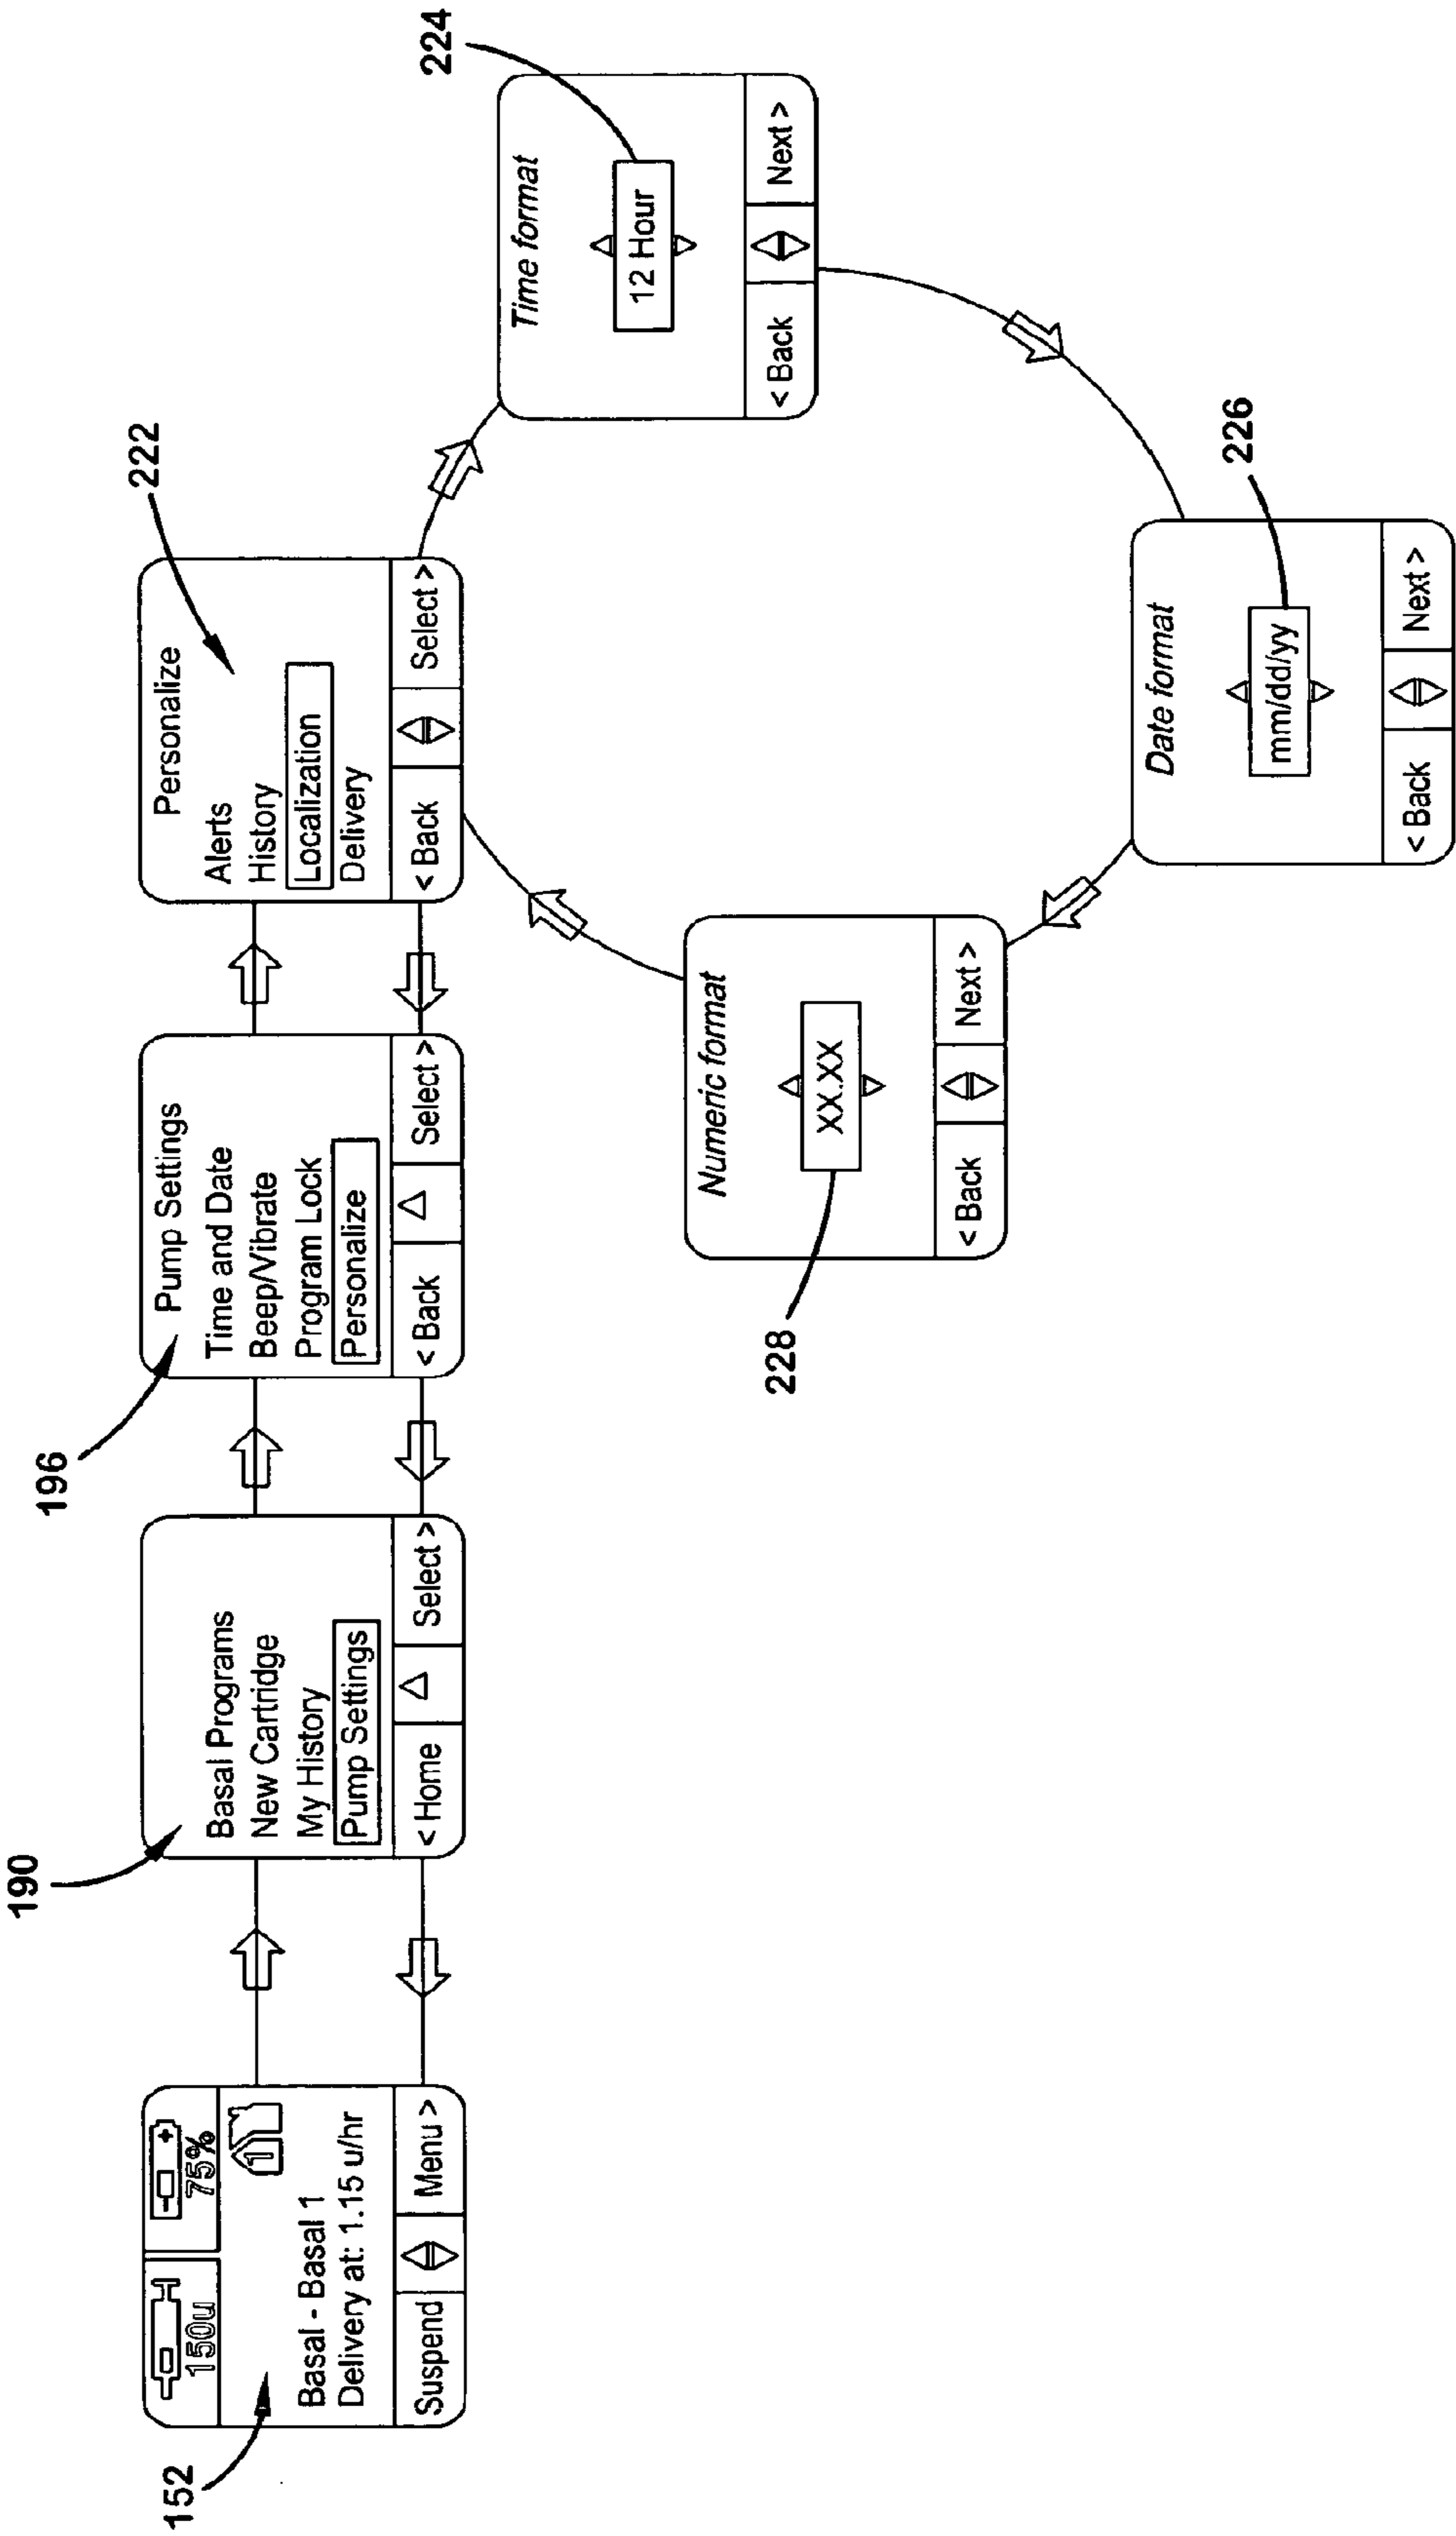 152
150u
75%
1
Basal - Basal 1
Delivery at: 1.15 u/hr
Suspend
Menu >
190
Basal Programs
New Cartridge
My History
Pump Settings
< Home
Select >
196
Pump Settings
Time and Date
Beep/Vibrate
Program Lock
Personalize
< Back
Select >
222
Personalize
Alerts
History
Localization
Delivery
< Back
Select >
224
Time format
12 Hour
< Back
Next >
226
Date format
mm/dd/yy
< Back
Next >
228
Numeric format
XX.XX
< Back
Next >